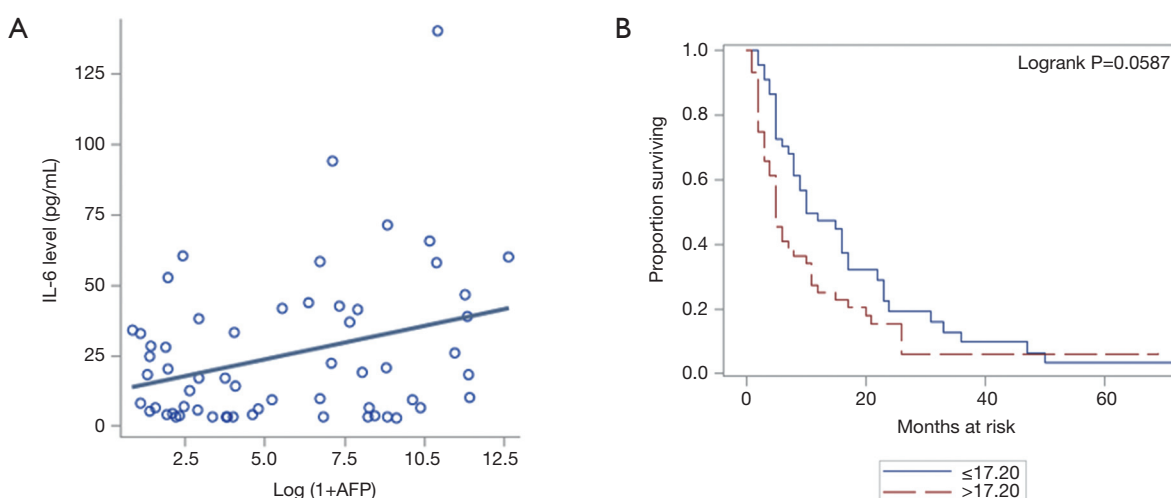 A
IL-6 level (pg/mL)
125
100
75
50
25
0
2.5 5.0 7.5 10.5 12.5
Log (1+AFP)
B
Logrank P=0.0587
Proportion surviving
1.0
0.8
0.6
0.4
0.2
0.0
0 20 40 60
Months at risk
≤17.20
>17.20